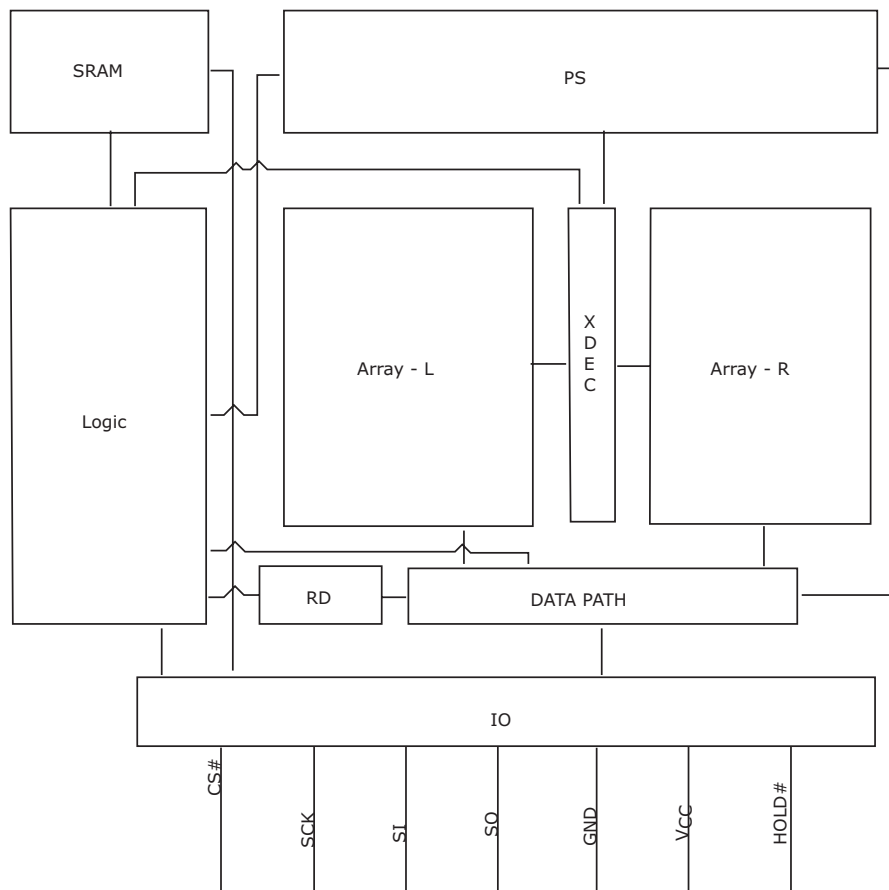 SRAM
PS
Logic
Array - L
X
D
E
C
Array - R
RD
DATA PATH
IO
CS#
SCK
SI
SO
GND
VCC
HOLD#